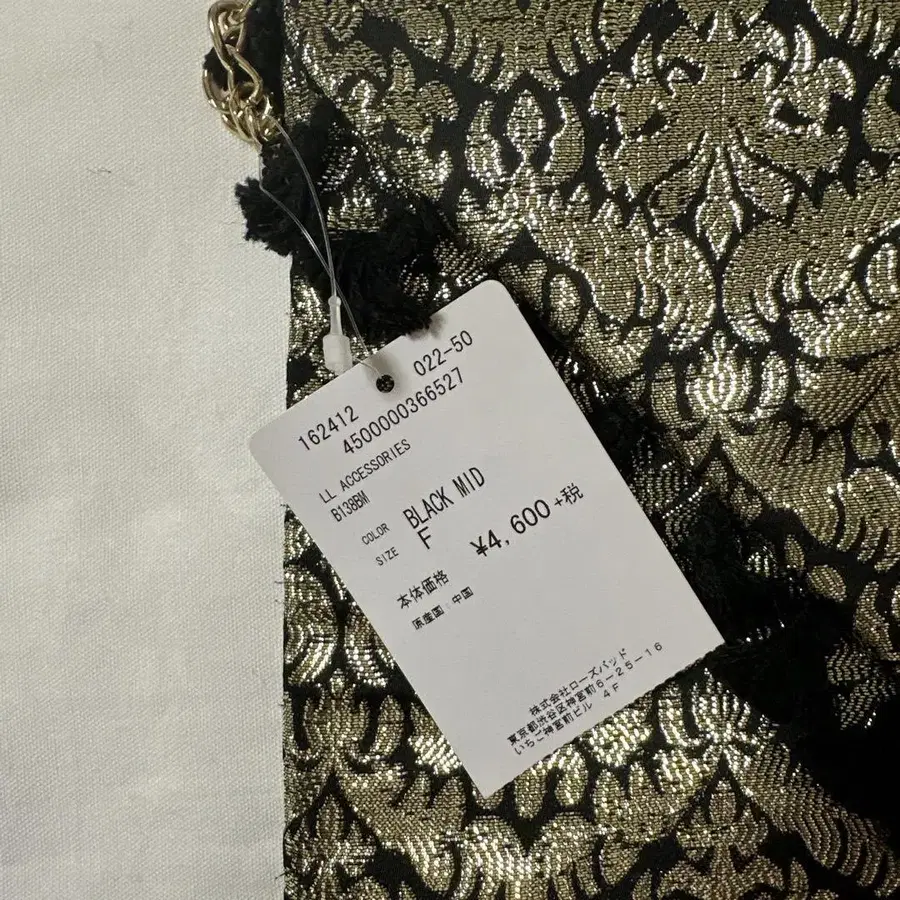 162412 022-50
4500000366527
LL ACCESSORIES
B138BM
COLOR BLACK MID
SIZE F
本体価格 ¥4,600+税
原産国:中国
株式会社ローズバッド
東京都渋谷区神宮前6-25-16
いちご神宮前ビル 4F